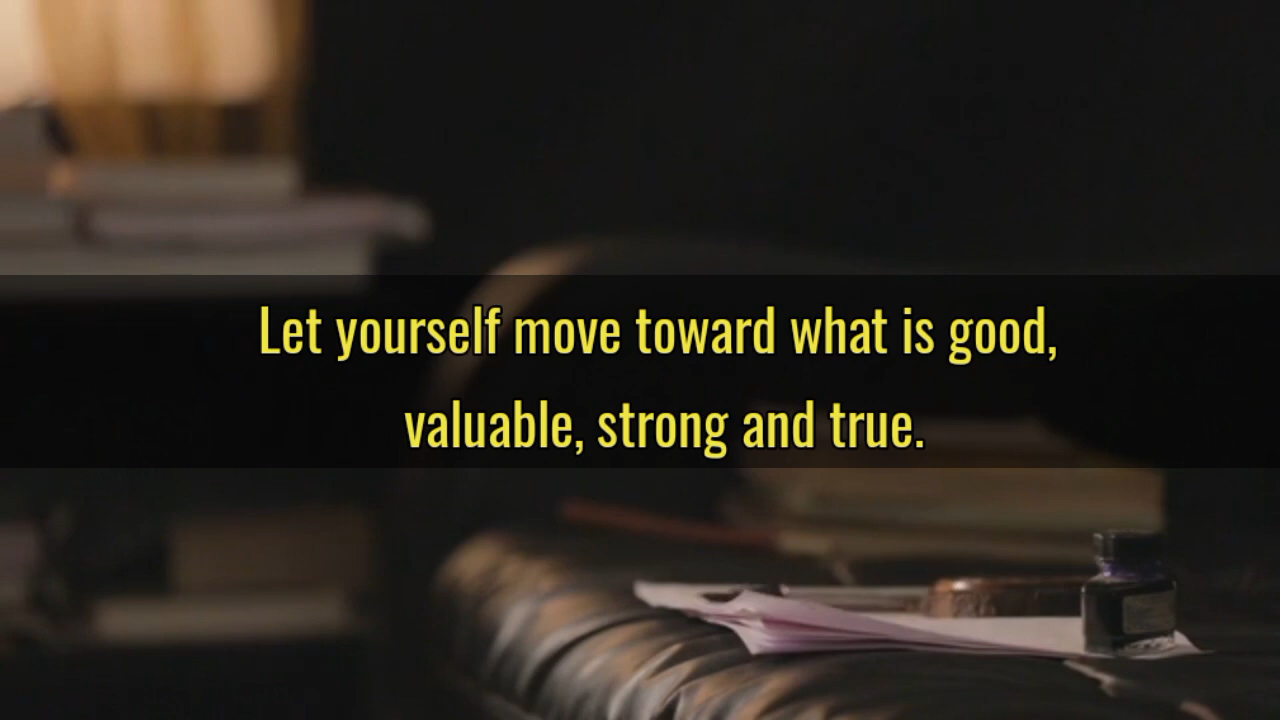 Let yourself move toward what is good,
valuable, strong and true.